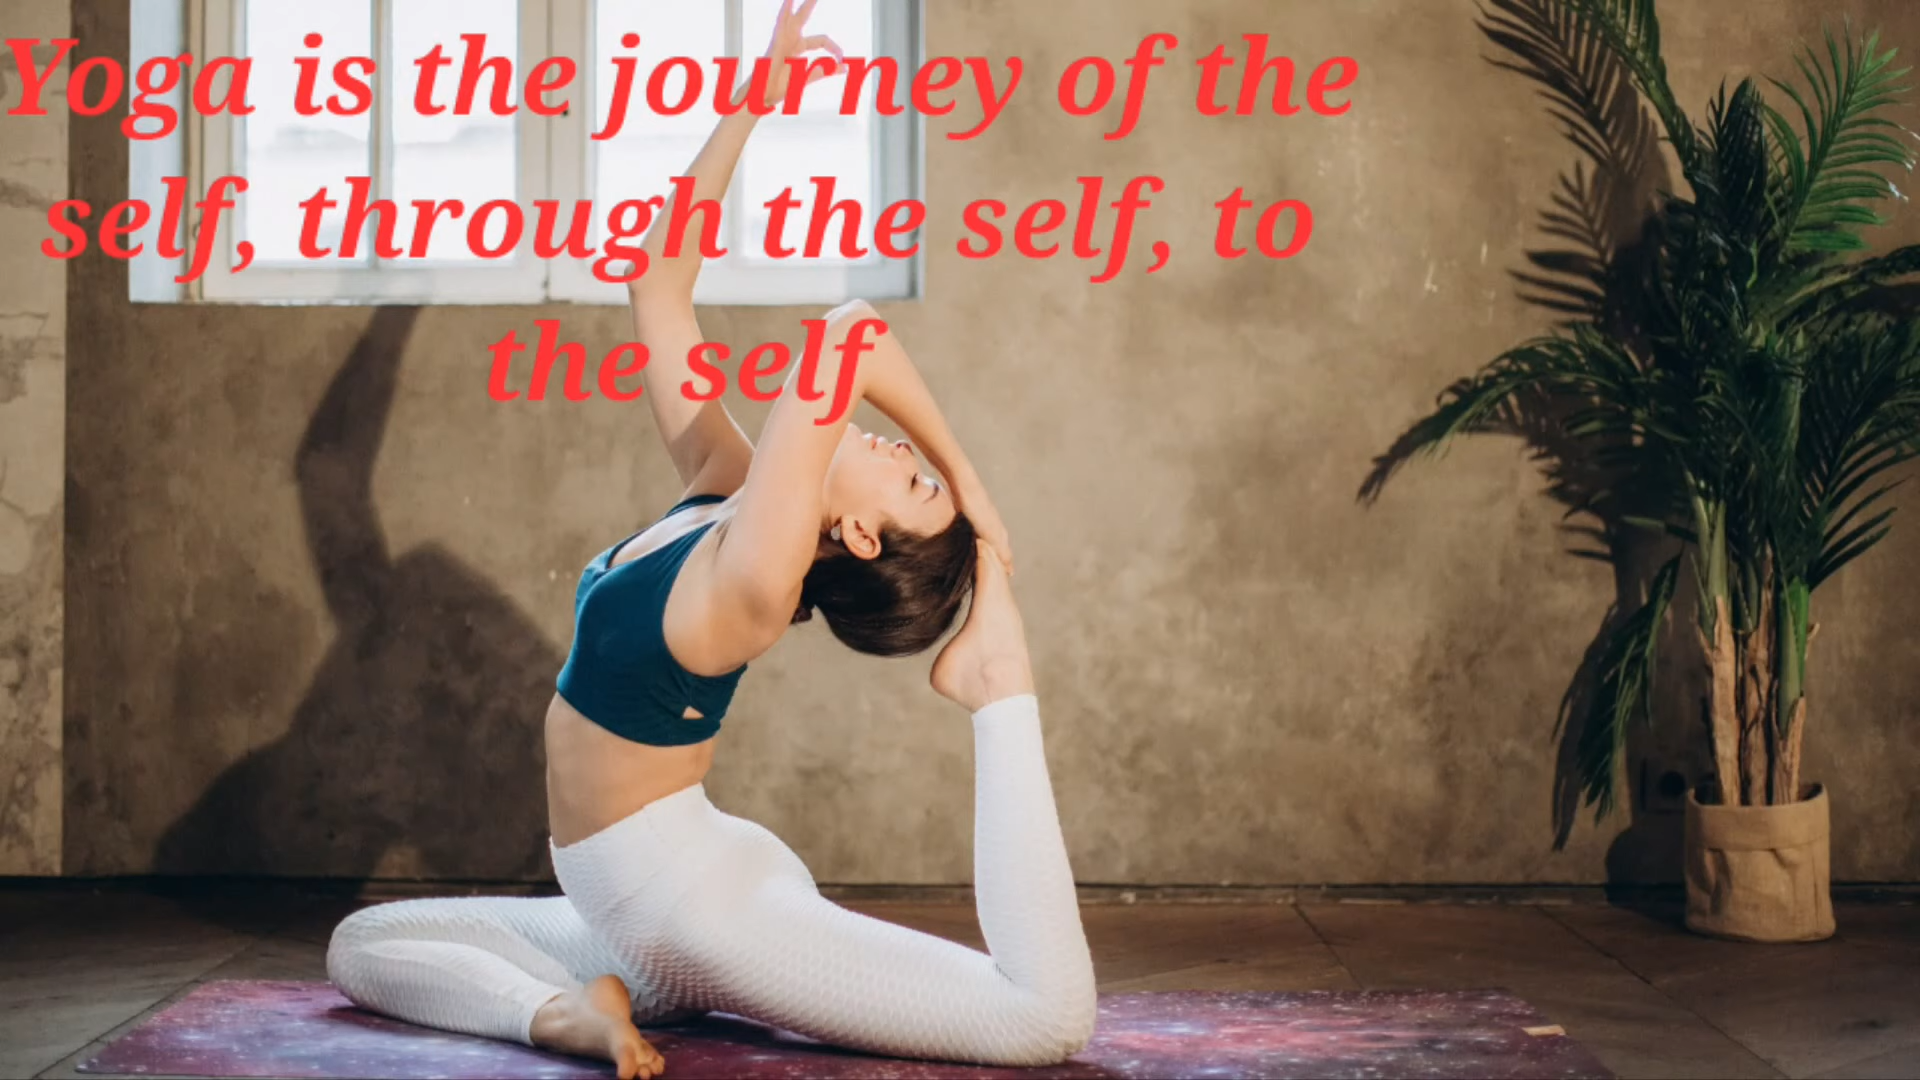 Yoga is the journey of the
self, through the self, to
the self